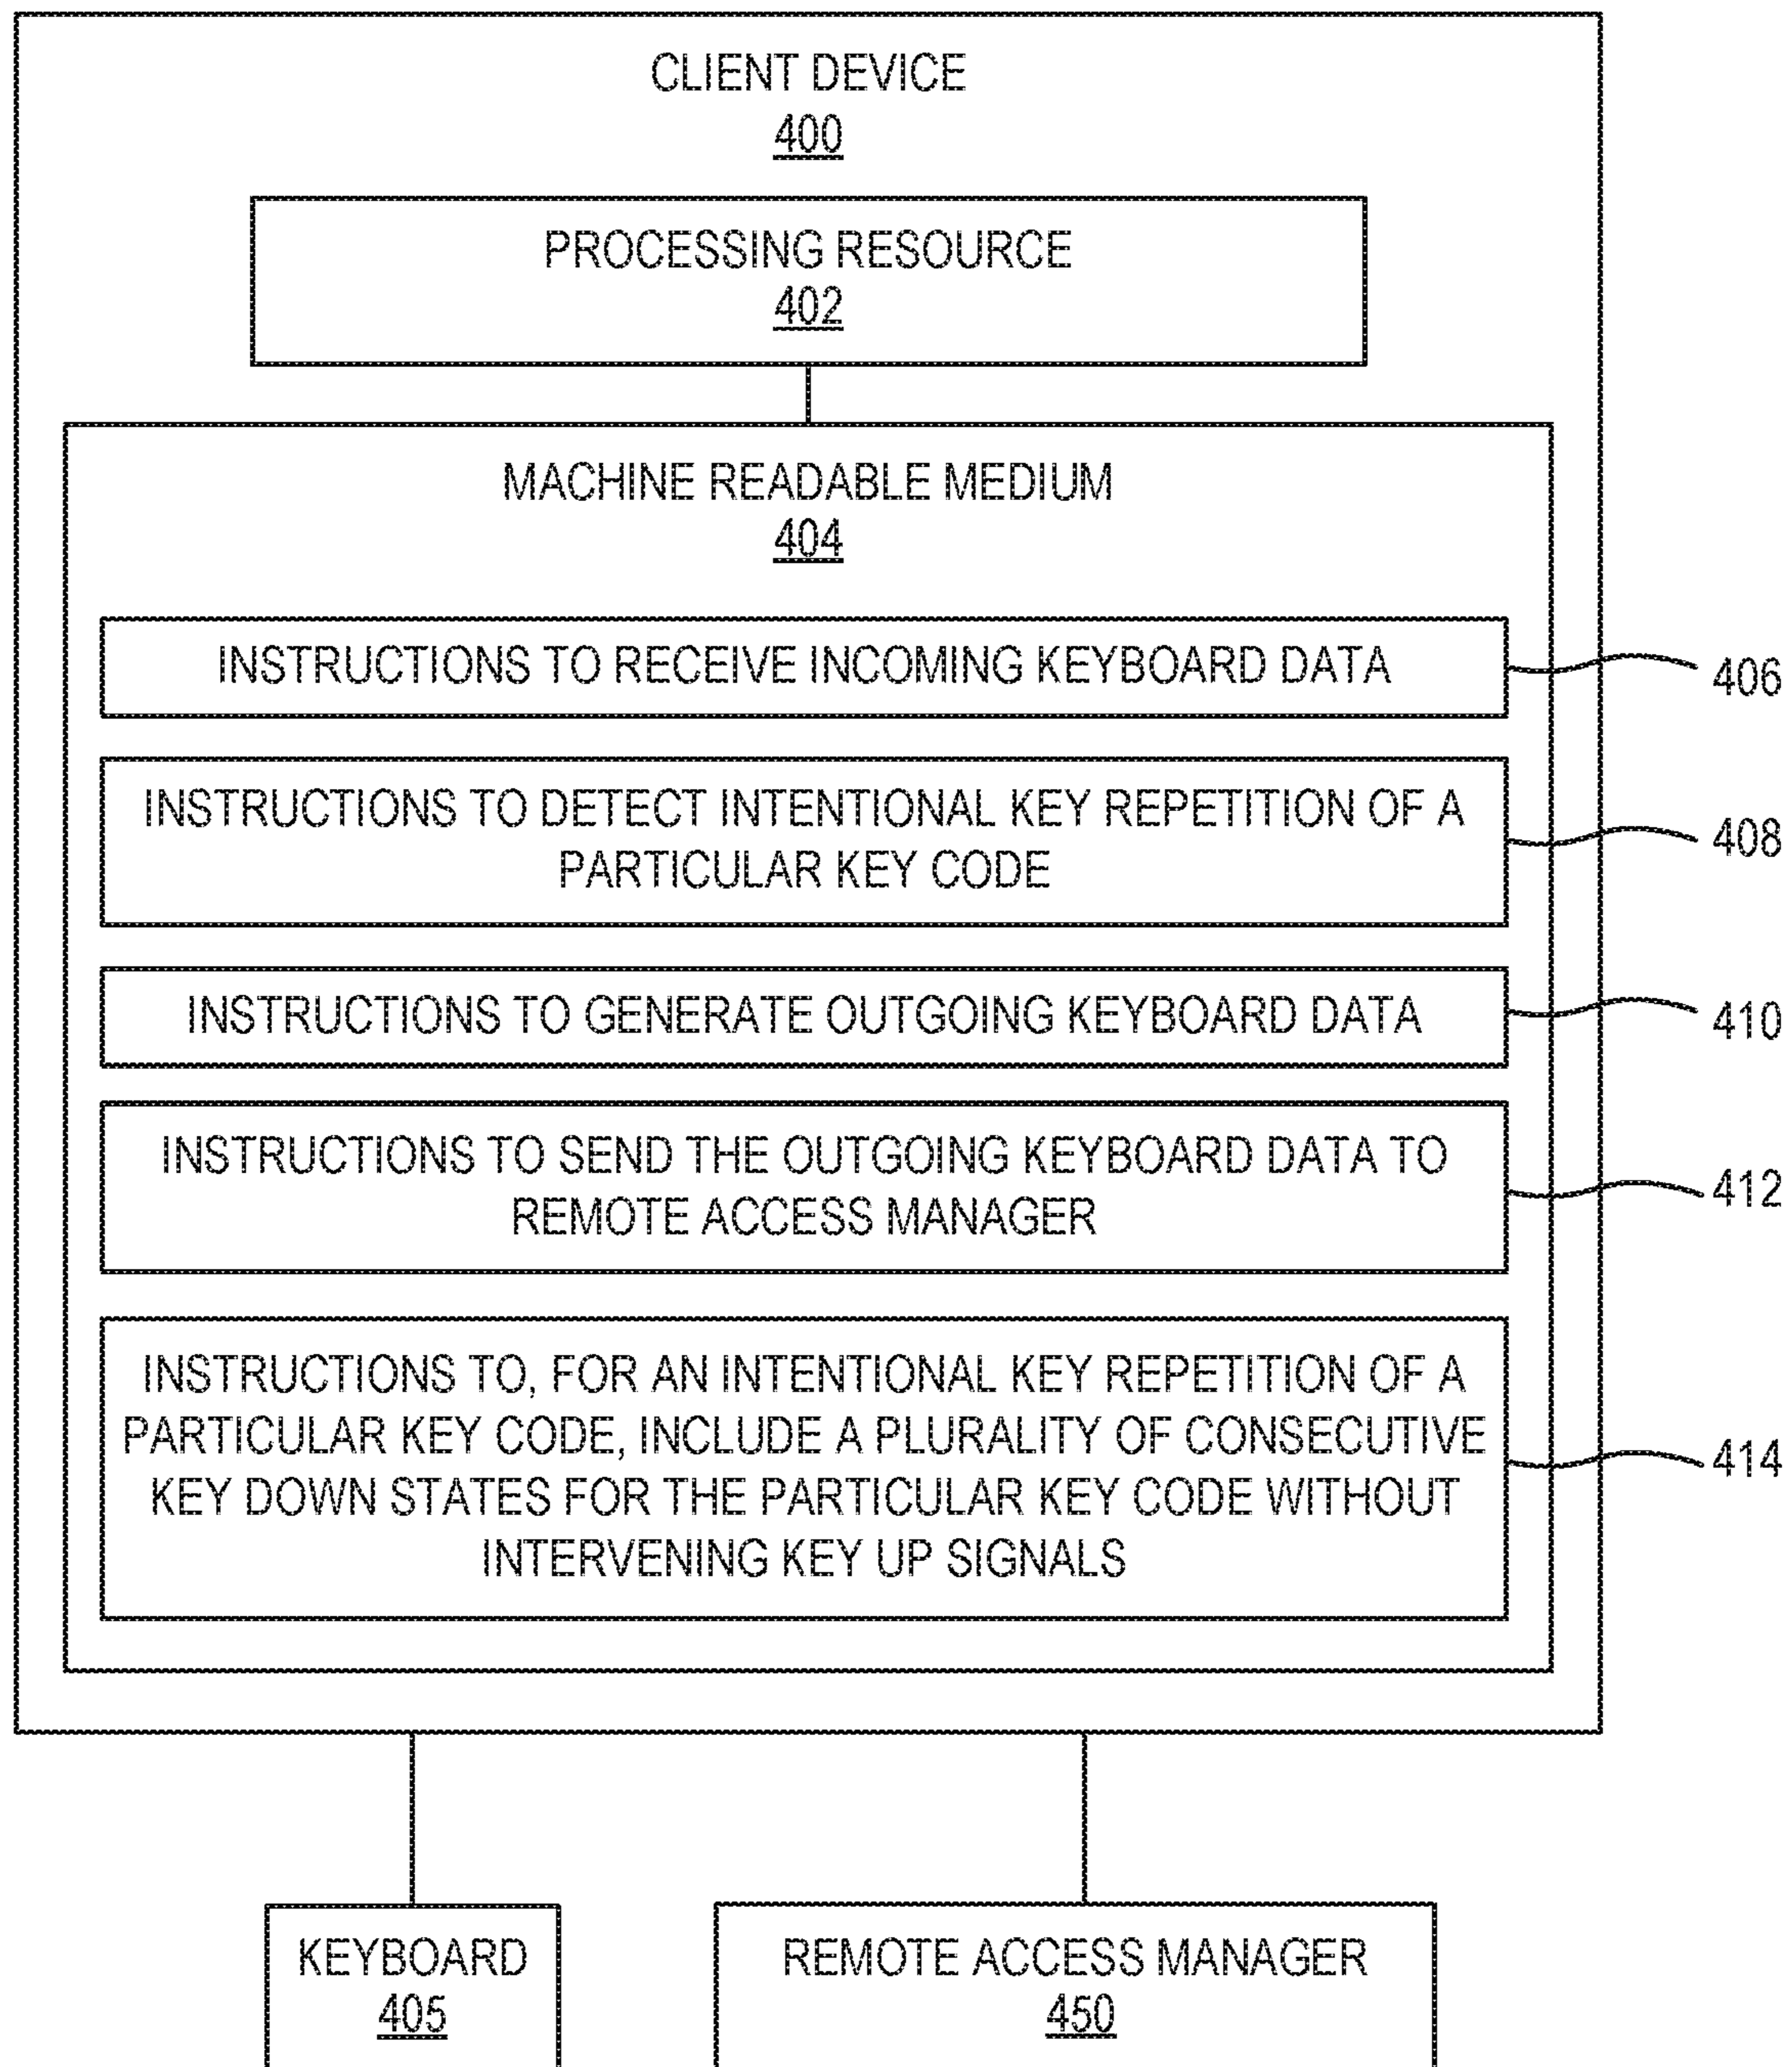 CLIENT DEVICE
400
PROCESSING RESOURCE
402
MACHINE READABLE MEDIUM
404
INSTRUCTIONS TO RECEIVE INCOMING KEYBOARD DATA
406
INSTRUCTIONS TO DETECT INTENTIONAL KEY REPETITION OF A
PARTICULAR KEY CODE
408
INSTRUCTIONS TO GENERATE OUTGOING KEYBOARD DATA
410
INSTRUCTIONS TO SEND THE OUTGOING KEYBOARD DATA TO
REMOTE ACCESS MANAGER
412
INSTRUCTIONS TO, FOR AN INTENTIONAL KEY REPETITION OF A
PARTICULAR KEY CODE, INCLUDE A PLURALITY OF CONSECUTIVE
KEY DOWN STATES FOR THE PARTICULAR KEY CODE WITHOUT
INTERVENING KEY UP SIGNALS
414
KEYBOARD
405
REMOTE ACCESS MANAGER
450